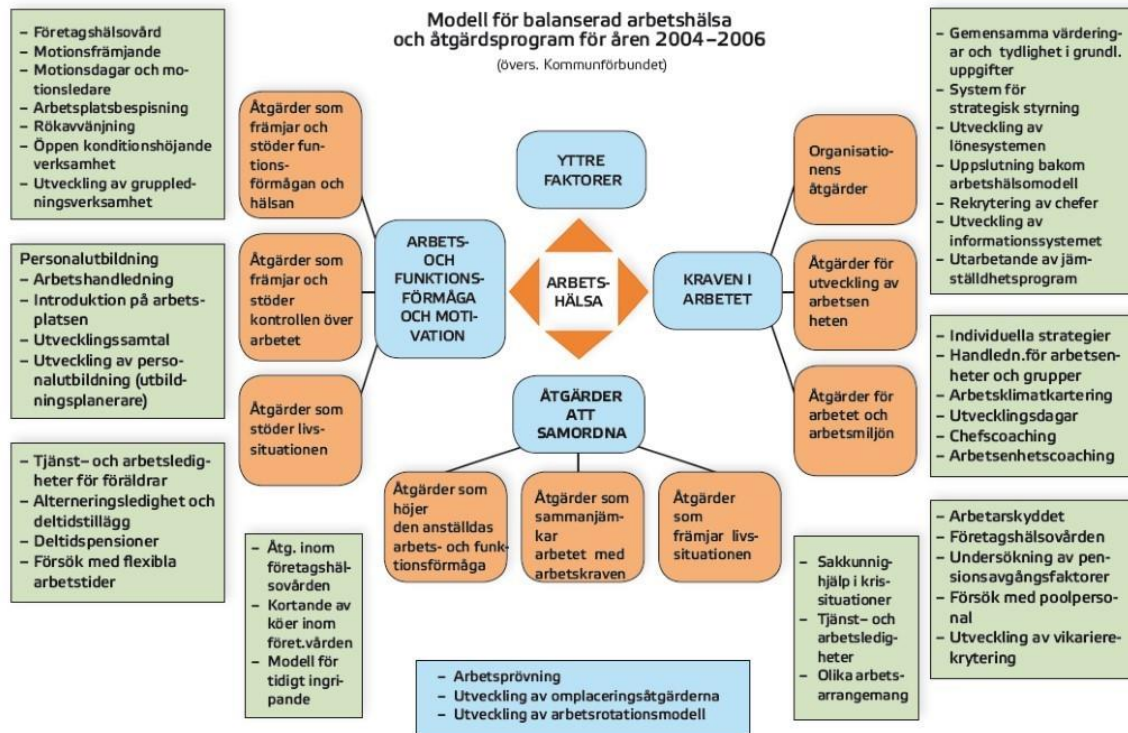 Modell för balanserad arbetshälsa
och åtgärdsprogram för åren 2004–2006
(övers. Kommunförbundet)
– Företagshälsovård
– Motionsfrämjande
– Motionsdagar och mo-
tionsledare
– Arbetsplatsbespisning
– Rökavvänjning
– Öppen konditionshöjande
verksamhet
– Utveckling av gruppled-
ningsverksamhet
Personalutbildning
– Arbetshandledning
– Introduktion på arbets-
platsen
– Utvecklingssamtal
– Utveckling av perso-
nalutbildning (utbild-
ningsplanerare)
– Tjänst– och arbetsledig-
heter för föräldrar
– Alterneringsledighet och
deltidstillägg
– Deltidspensioner
– Försök med flexibla
arbetstider
Åtgärder som
främjar och
stöder fun-
tions-
förmågan och
hälsan
Åtgärder som
främjar och
stöder
kontrollen över
arbetet
Åtgärder som
stöder livs-
situationen
ARBETS-
OCH
FUNKTIONS-
FÖRMÅGA
OCH MOTI-
VATION
YTTRE
FAKTORER
ARBETS-
HÄLSA
KRAVEN I
ARBETET
ÅTGÄRDER
ATT
SAMORDNA
Organisatio-
nens
åtgärder
Åtgärder för
utveckling av
arbetsen
heten
Åtgärder för
arbetet och
arbetsmiljön
– Gemensamma värdering-
ar och tydlighet i grundl.
uppgifter
– System för
strategisk styrning
– Utveckling av
lönesystemen
– Uppslutning bakom
arbetshälsomodell
– Rekrytering av chefer
– Utveckling av
informationssystemet
– Utarbetande av jäm-
ställdhetsprogram
– Individuella strategier
– Handledn.för arbetsen-
heter och grupper
– Arbetsklimatkartering
– Utvecklingsdagar
– Chefscoaching
– Arbetsenhetscoaching
– Arbetarskyddet
– Företagshälsovården
– Undersökning av pen-
sionsavgångsfaktorer
– Försök med poolperso-
nal
– Utveckling av vikariere-
krytering
Åtgärder som
höjer
den anställdas
arbets- och funk-
tionsförmåga
Åtgärder som
sammanjäm-
kar
arbetet med
arbetskraven
Åtgärder
som
främjar livs-
situationen
– Åtg. inom
företagshäl-
sovården
– Kortande av
köer inom
föret.vården
– Modell för
tidigt ingri-
pande
– Arbetsprövning
– Utveckling av omplaceringsåtgärderna
– Utveckling av arbetsrotationsmodell
– Sakkunnig-
hjälp i kris-
situationer
– Tjänst– och
arbetsledig-
heter
– Olika arbets-
arrangemang